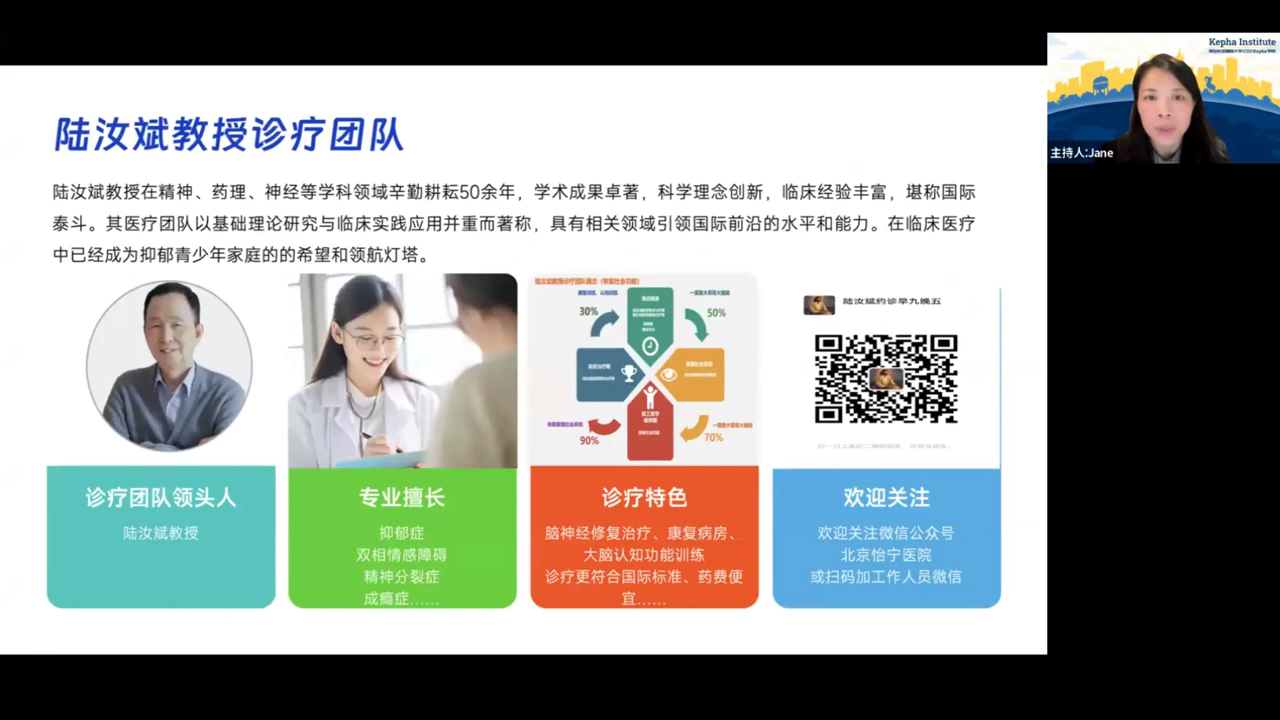 陆汝斌教授诊疗团队
陆汝斌教授在精神、药理、神经等学科领域辛勤耕耘50余年，学术成果卓著，科学理念创新，临床经验丰富，堪称国际
泰斗。其医疗团队以基础理论研究与临床实践应用并重而著称，具有相关领域引领国际前沿的水平和能力。在临床医疗
中已经成为抑郁青少年家庭的的希望和领航灯塔。
Kepha Institute
主持人:Jane
30%
50%
90%
70%
陆汝斌约诊早九晚五
诊疗团队领头人
陆汝斌教授
专业擅长
抑郁症
双相情感障碍
精神分裂症
成瘾症……
诊疗特色
脑神经修复治疗、康复病房、
大脑认知功能训练
诊疗更符合国际标准、药费便
宜……
欢迎关注
欢迎关注微信公众号
北京怡宁医院
或扫码加工作人员微信